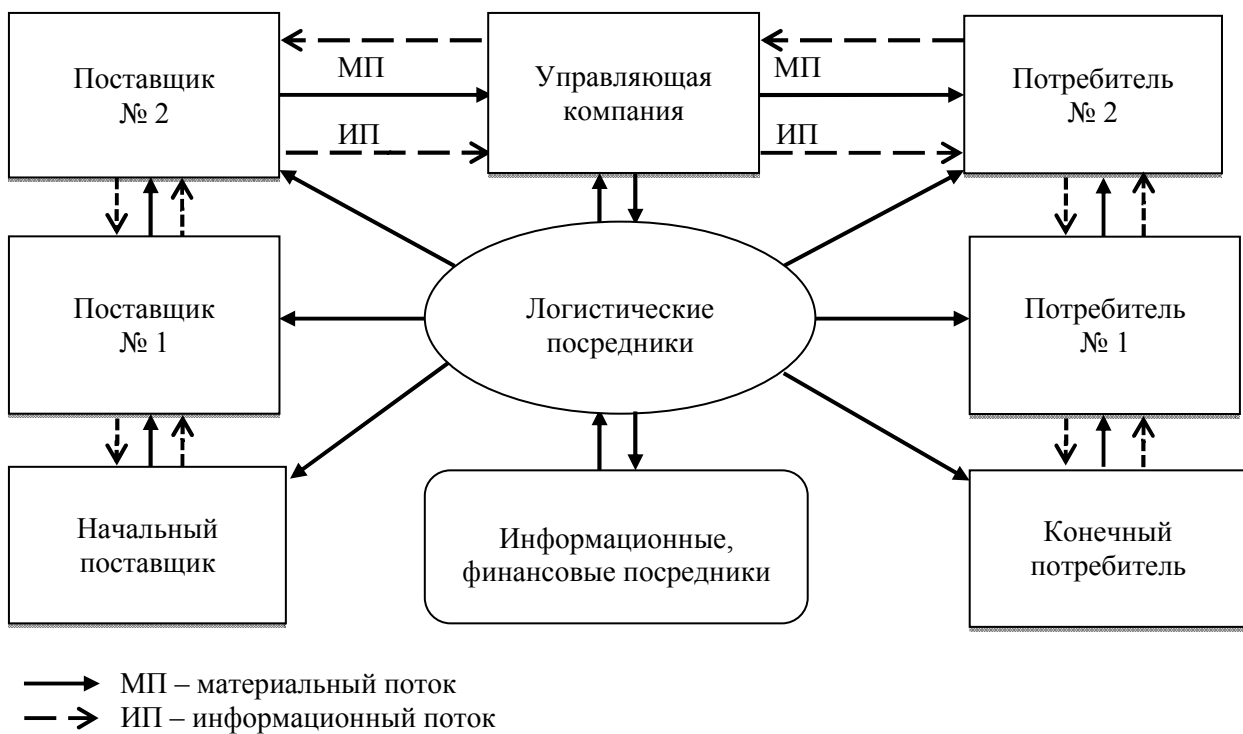 Поставщик
№ 2
МП
ИП
Управляющая
компания
МП
ИП
Потребитель
№ 2
Поставщик
№ 1
Логистические
посредники
Потребитель
№ 1
Начальный
поставщик
Информационные,
финансовые посредники
Конечный
потребитель
МП – материальный поток
ИП – информационный поток